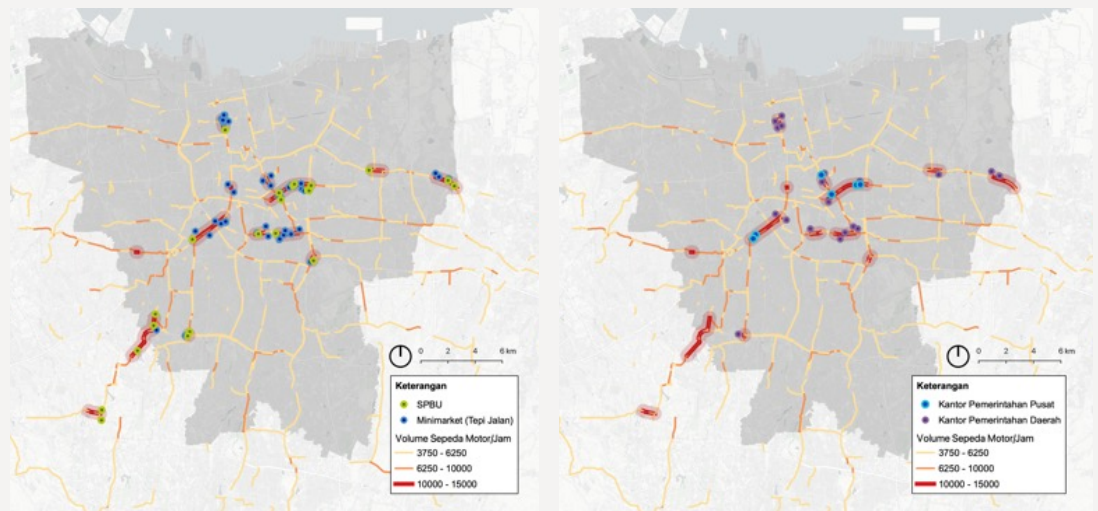 0 2 4 6 km
Keterangan
SPBU
Minimarket (Tepi Jalan)
Volume Sepeda Motor/Jam
3750 - 6250
6250 - 10000
10000 - 15000
0 2 4 6 km
Keterangan
Kantor Pemerintahan Pusat
Kantor Pemerintahan Daerah
Volume Sepeda Motor/Jam
3750 - 6250
6250 - 10000
10000 - 15000